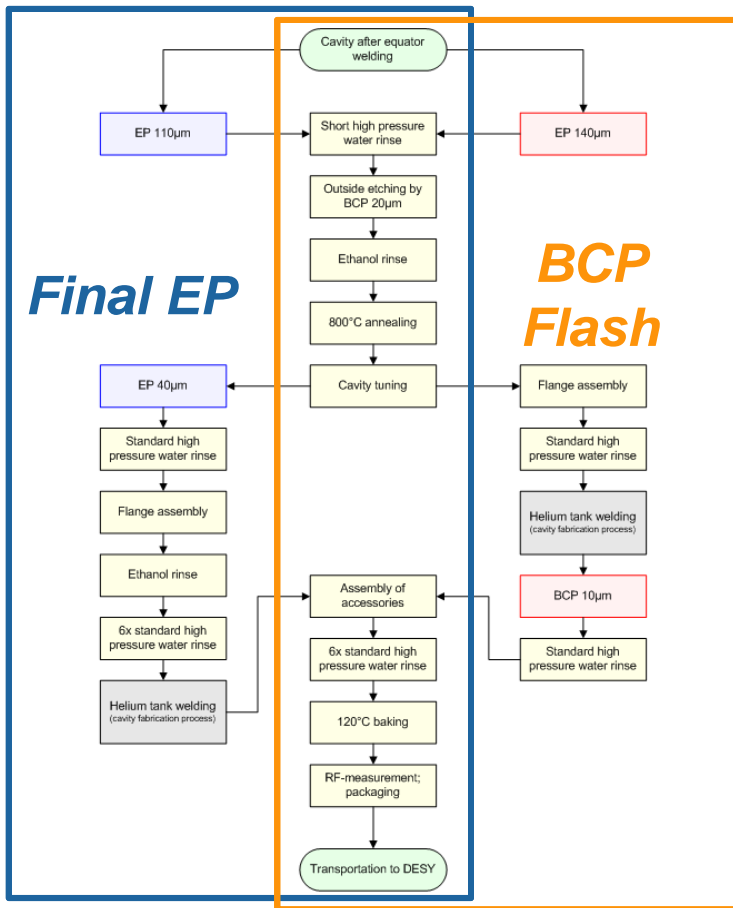 Cavity after equator
welding
EP 110µm
Short high pressure
water rinse
EP 140µm
Outside etching by
BCP 20µm
Ethanol rinse
BCP
Flash
Final EP
800°C annealing
EP 40µm
Cavity tuning
Flange assembly
Standard high
pressure water rinse
Standard high
pressure water rinse
Flange assembly
Helium tank welding
(cavity fabrication process)
Ethanol rinse
Assembly of
accessories
BCP 10µm
6x standard high
pressure water rinse
6x standard high
pressure water rinse
Standard high
pressure water rinse
Helium tank welding
(cavity fabrication process)
120°C baking
RF-measurement;
packaging
Transportation to DESY